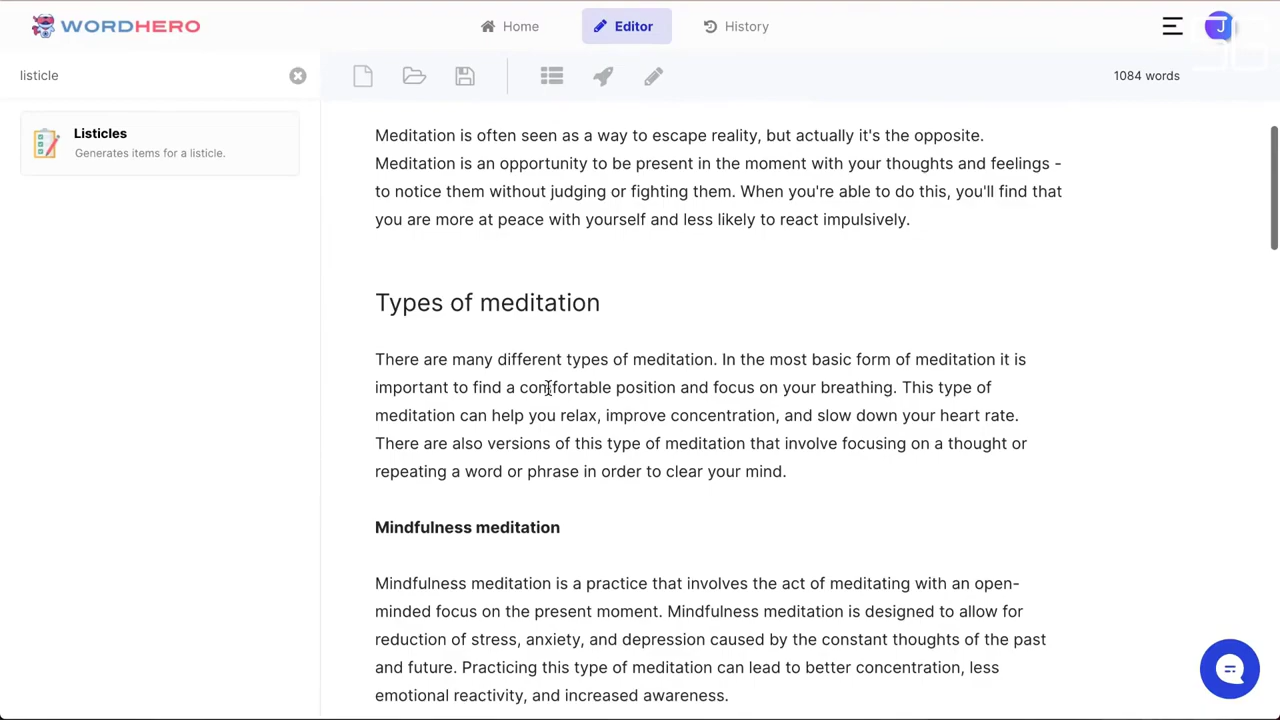 WORDHERO
Home
Editor
History
J
listicle
1084 words
Listicles
Generates items for a listicle.
Meditation is often seen as a way to escape reality, but actually it's the opposite.
Meditation is an opportunity to be present in the moment with your thoughts and feelings -
to notice them without judging or fighting them. When you're able to do this, you'll find that
you are more at peace with yourself and less likely to react impulsively.
Types of meditation
There are many different types of meditation. In the most basic form of meditation it is
important to find a comfortable position and focus on your breathing. This type of
meditation can help you relax, improve concentration, and slow down your heart rate.
There are also versions of this type of meditation that involve focusing on a thought or
repeating a word or phrase in order to clear your mind.
Mindfulness meditation
Mindfulness meditation is a practice that involves the act of meditating with an open-
minded focus on the present moment. Mindfulness meditation is designed to allow for
reduction of stress, anxiety, and depression caused by the constant thoughts of the past
and future. Practicing this type of meditation can lead to better concentration, less
emotional reactivity, and increased awareness.